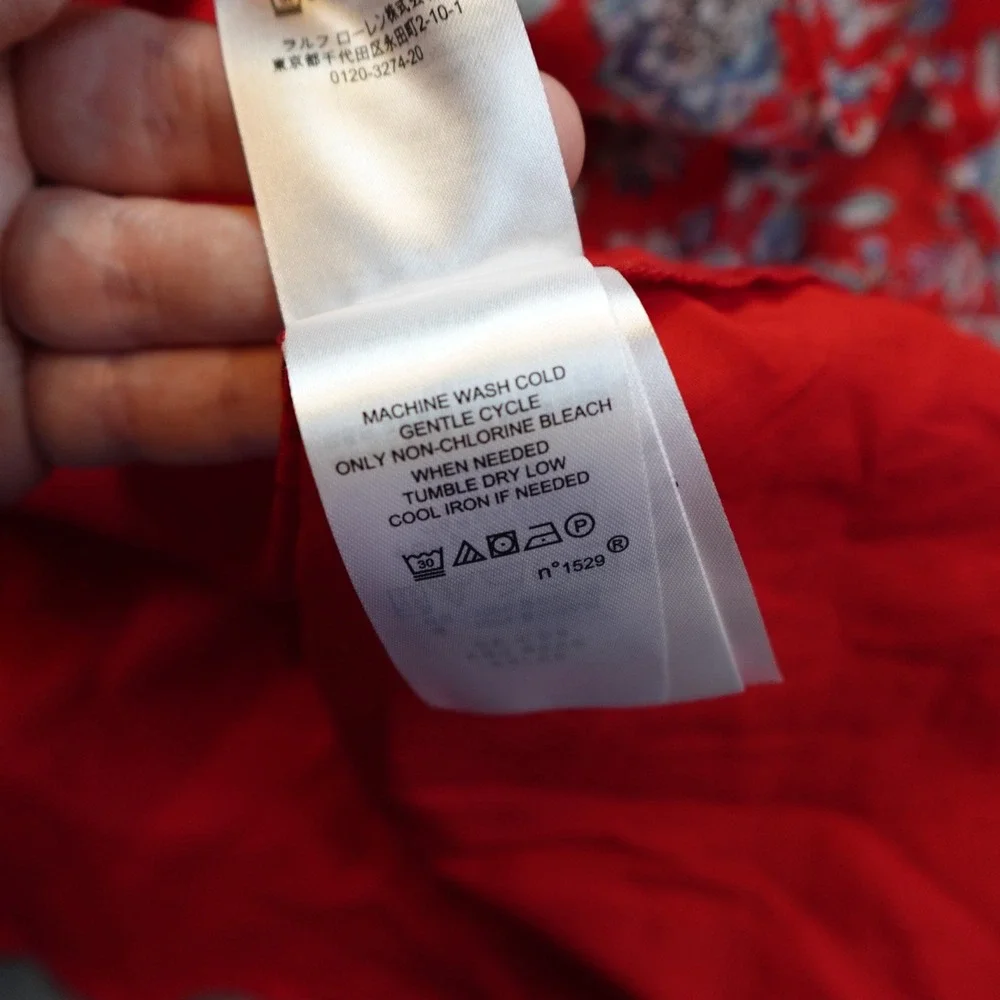 ラルフ ローレン株式会
東京都千代田区永田町2-10-1
0120-3274-20
MACHINE WASH COLD
GENTLE CYCLE
ONLY NON-CHLORINE BLEACH
WHEN NEEDED
TUMBLE DRY LOW
COOL IRON IF NEEDED
30 P
n°1529 ®